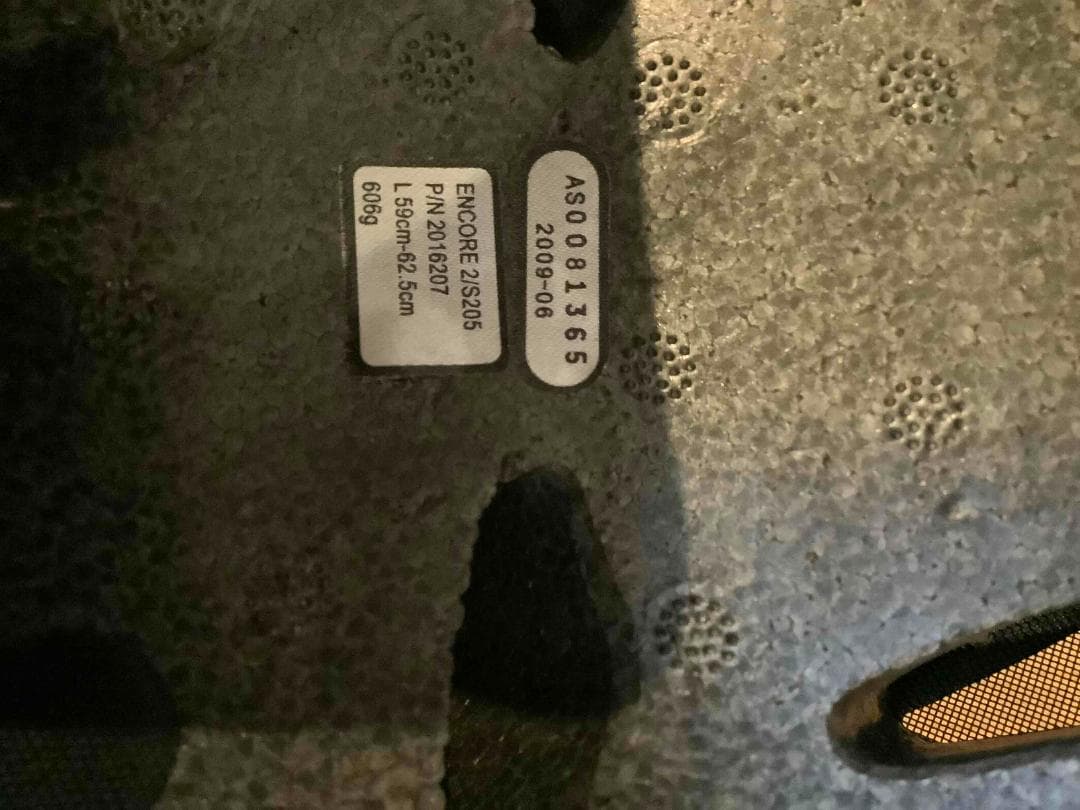 AS0081365
2009-06
ENCORE 2/S205
P/N 2016207
L 59cm-62.5cm
606g